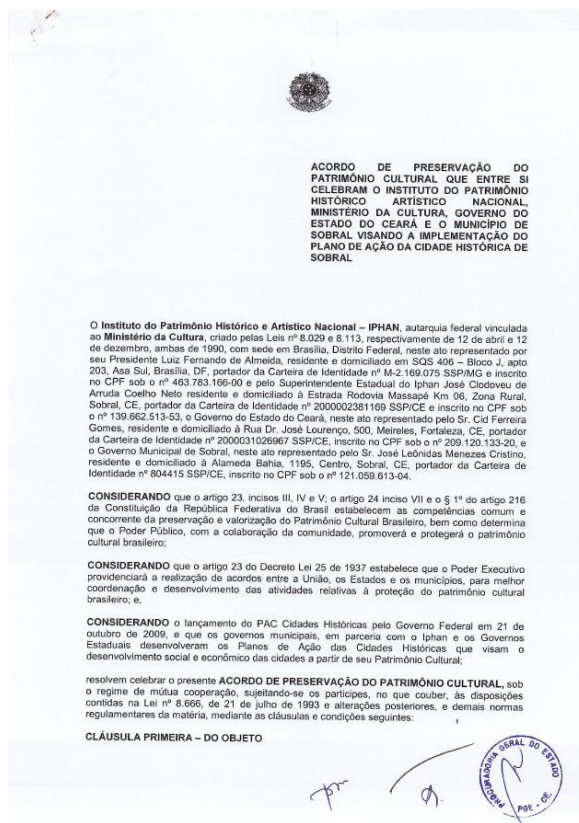 ACORDO DE PRESERVAÇÃO DO
PATRIMÔNIO CULTURAL QUE ENTRE SI
CELEBRAM O INSTITUTO DO PATRIMÔNIO
HISTÓRICO ARTÍSTICO NACIONAL,
MINISTÉRIO DA CULTURA, GOVERNO DO
ESTADO DO CEARÁ E O MUNICÍPIO DE
SOBRAL VISANDO A IMPLEMENTAÇÃO DO
PLANO DE AÇÃO DA CIDADE HISTÓRICA DE
SOBRAL
O Instituto do Patrimônio Histórico e Artístico Nacional – IPHAN, autarquia federal vinculada
ao Ministério da Cultura, criado pelas Leis nº 8.029 e 8.113, respectivamente de 12 de abril e 12
de dezembro, ambas de 1990, com sede em Brasília, Distrito Federal, neste ato representado por
seu Presidente Luiz Fernando de Almeida, residente e domiciliado em SQS 406 – Bloco J, apto
203, Asa Sul, Brasília, DF, portador da Carteira de Identidade nº M-2.169.075 SSP/MG e inscrito
no CPF sob o nº 463.783.166-00 e pelo Superintendente Estadual do Iphan José Clodoveu de
Arruda Coelho Neto residente e domiciliado à Estrada Rodovia Massapé Km 06, Zona Rural,
Sobral, CE, portador da Carteira de Identidade nº 2000002381169 SSP/CE e inscrito no CPF sob
o nº 139.662.513-53, o Governo do Estado do Ceará, neste ato representado pelo Sr. Cid Ferreira
Gomes, residente e domiciliado à Rua Dr. José Lourenço, 500, Meireles, Fortaleza, CE, portador
da Carteira de Identidade nº 2000031026967 SSP/CE, inscrito no CPF sob o nº 209.120.133-20, e
o Governo Municipal de Sobral, neste ato representado pelo Sr. José Leônidas Menezes Cristino,
residente e domiciliado à Alameda Bahia, 1195, Centro, Sobral, CE, portador da Carteira de
Identidade nº 804415 SSP/CE, inscrito no CPF sob o nº 121.059.613-04.
CONSIDERANDO que o artigo 23, incisos III, IV e V; o artigo 24 inciso VII e o § 1º do artigo 216
da Constituição da República Federativa do Brasil estabelecem as competências comum e
concorrente da preservação e valorização do Patrimônio Cultural Brasileiro, bem como determina
que o Poder Público, com a colaboração da comunidade, promoverá e protegerá o patrimônio
cultural brasileiro;
CONSIDERANDO que o artigo 23 do Decreto Lei 25 de 1937 estabelece que o Poder Executivo
providenciará a realização de acordos entre a União, os Estados e os municípios, para melhor
coordenação e desenvolvimento das atividades relativas à proteção do patrimônio cultural
brasileiro; e,
CONSIDERANDO o lançamento do PAC Cidades Históricas pelo Governo Federal em 21 de
outubro de 2009, e que os governos municipais, em parceria com o Iphan e os Governos
Estaduais desenvolveram os Planos de Ação das Cidades Históricas que visam o
desenvolvimento social e econômico das cidades a partir de seu Patrimônio Cultural;
resolvem celebrar o presente ACORDO DE PRESERVAÇÃO DO PATRIMÔNIO CULTURAL, sob
o regime de mútua cooperação, sujeitando-se os partícipes, no que couber, às disposições
contidas na Lei nº 8.666, de 21 de julho de 1993 e alterações posteriores, e demais normas
regulamentares da matéria, mediante as cláusulas e condições seguintes:
CLÁUSULA PRIMEIRA – DO OBJETO
PROCURADORIA GERAL DO ESTADO
PGE - CE.